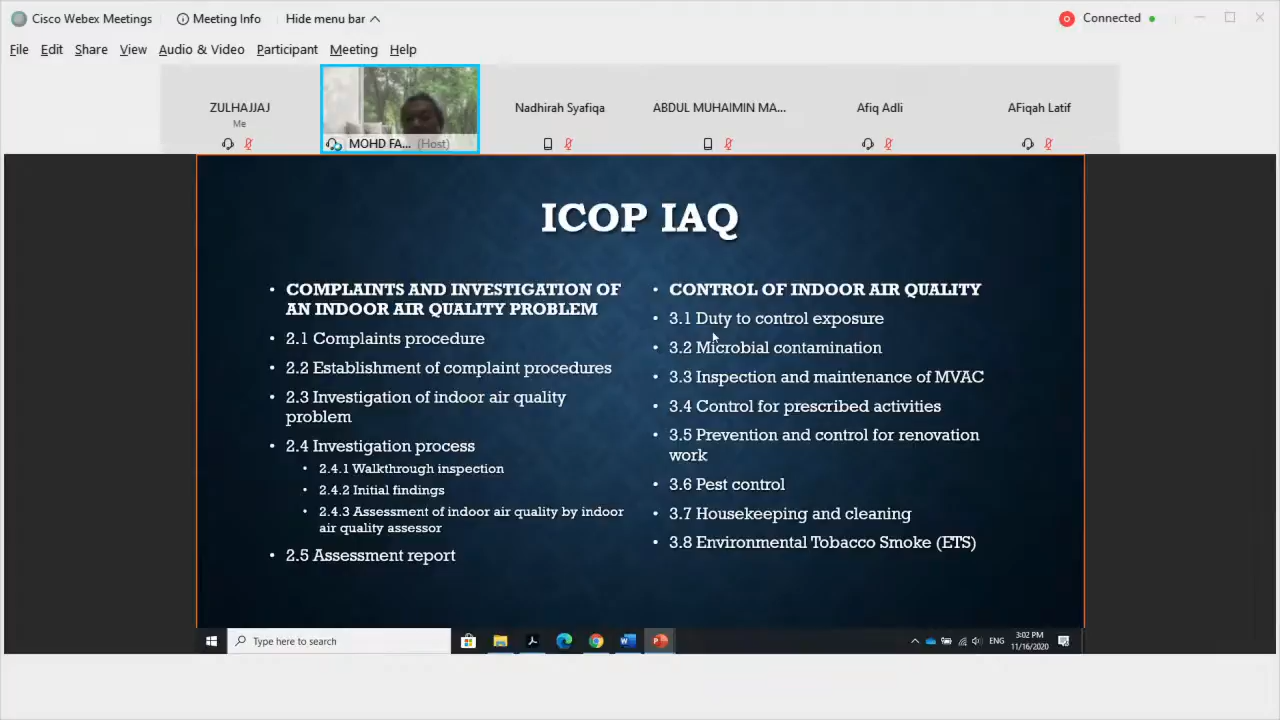 Cisco Webex Meetings
Meeting Info
Hide menu bar
Connected
File Edit Share View Audio & Video Participant Meeting Help
ZULHAJJAJ
Me
MOHD FA... (Host)
Nadhirah Syafiqa
ABDUL MUHAIMIN MA...
Afiq Adli
AFiqah Latif
ICOP IAQ
• COMPLAINTS AND INVESTIGATION OF
AN INDOOR AIR QUALITY PROBLEM
• 2.1 Complaints procedure
• 2.2 Establishment of complaint procedures
• 2.3 Investigation of indoor air quality
problem
• 2.4 Investigation process
• 2.4.1 Walkthrough inspection
• 2.4.2 Initial findings
• 2.4.3 Assessment of indoor air quality by indoor
air quality assessor
• 2.5 Assessment report
• CONTROL OF INDOOR AIR QUALITY
• 3.1 Duty to control exposure
• 3.2 Microbial contamination
• 3.3 Inspection and maintenance of MVAC
• 3.4 Control for prescribed activities
• 3.5 Prevention and control for renovation
work
• 3.6 Pest control
• 3.7 Housekeeping and cleaning
• 3.8 Environmental Tobacco Smoke (ETS)
Type here to search
ENG
3:02 PM
11/16/2020